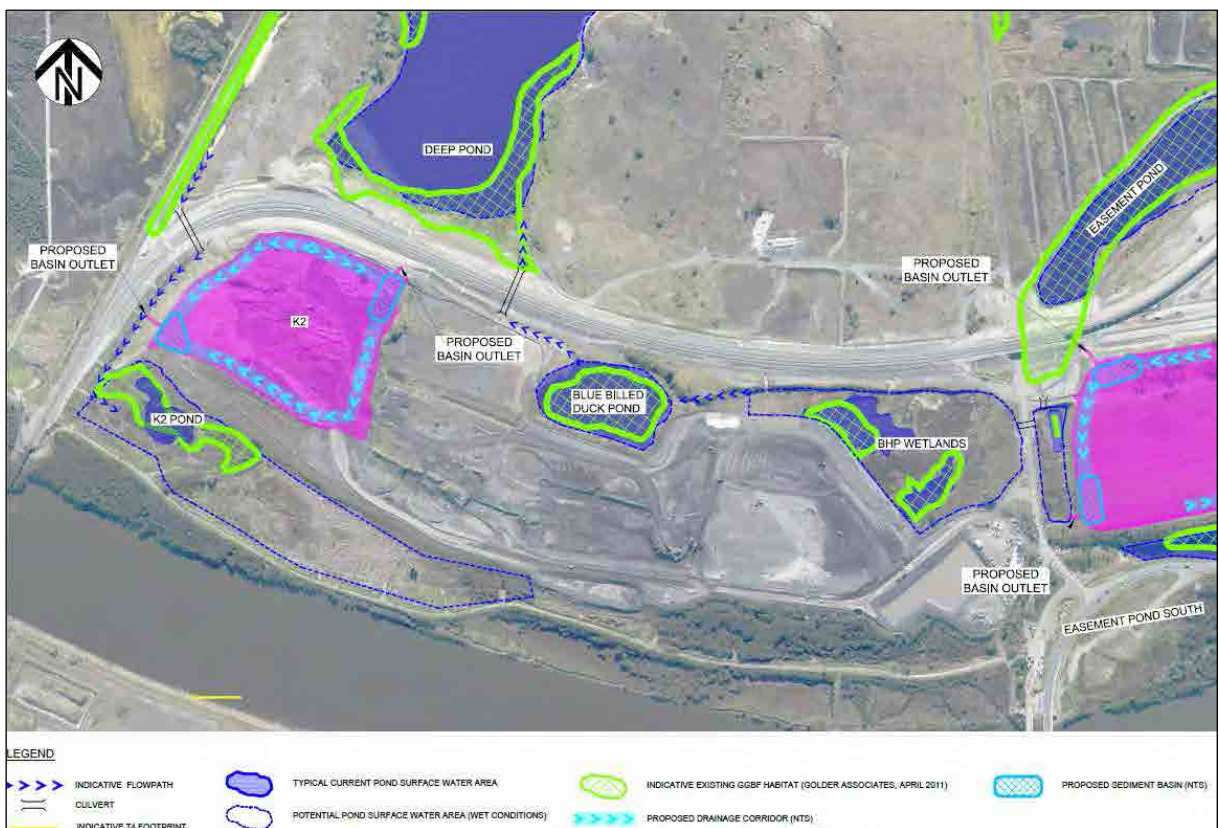 N
DEEP POND
EASEMENT POND
PROPOSED
BASIN OUTLET
PROPOSED
BASIN OUTLET
K2
PROPOSED
BASIN OUTLET
BLUE BILLED
DUCK POND
K2 POND
BHP WETLANDS
PROPOSED
BASIN OUTLET
EASEMENT POND SOUTH
LEGEND
INDICATIVE FLOWPATH
CULVERT
INDICATIVE T4 FOOTPRINT
TYPICAL CURRENT POND SURFACE WATER AREA
POTENTIAL POND SURFACE WATER AREA (WET CONDITIONS)
INDICATIVE EXISTING GGBF HABITAT (GOLDER ASSOCIATES, APRIL 2011)
PROPOSED DRAINAGE CORRIDOR (NTS)
PROPOSED SEDIMENT BASIN (NTS)